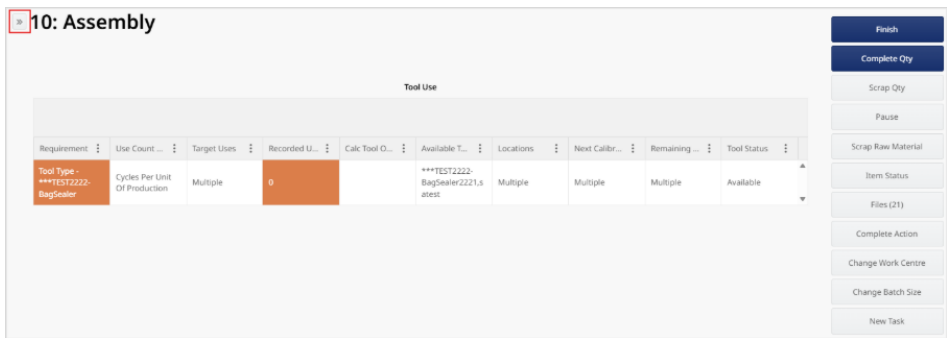 » 10: Assembly
Finish
Complete Qty
Scrap Qty
Pause
Scrap Raw Material
Item Status
Files (21)
Complete Action
Change Work Centre
Change Batch Size
New Task
Tool Use
Requirement Use Count ... Target Uses Recorded U... Calc Tool O... Available T... Locations Next Calibr... Remaining ... Tool Status
Tool Type -
***TEST2222-
BagSealer
Cycles Per Unit
Of Production
Multiple
0
***TEST2222-
BagSealer2221,s
atest
Multiple
Multiple
Multiple
Available